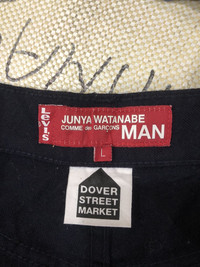 Levi's
JUNYA WATANABE
COMME des GARÇONS MAN
L
DOVER
STREET
MARKET